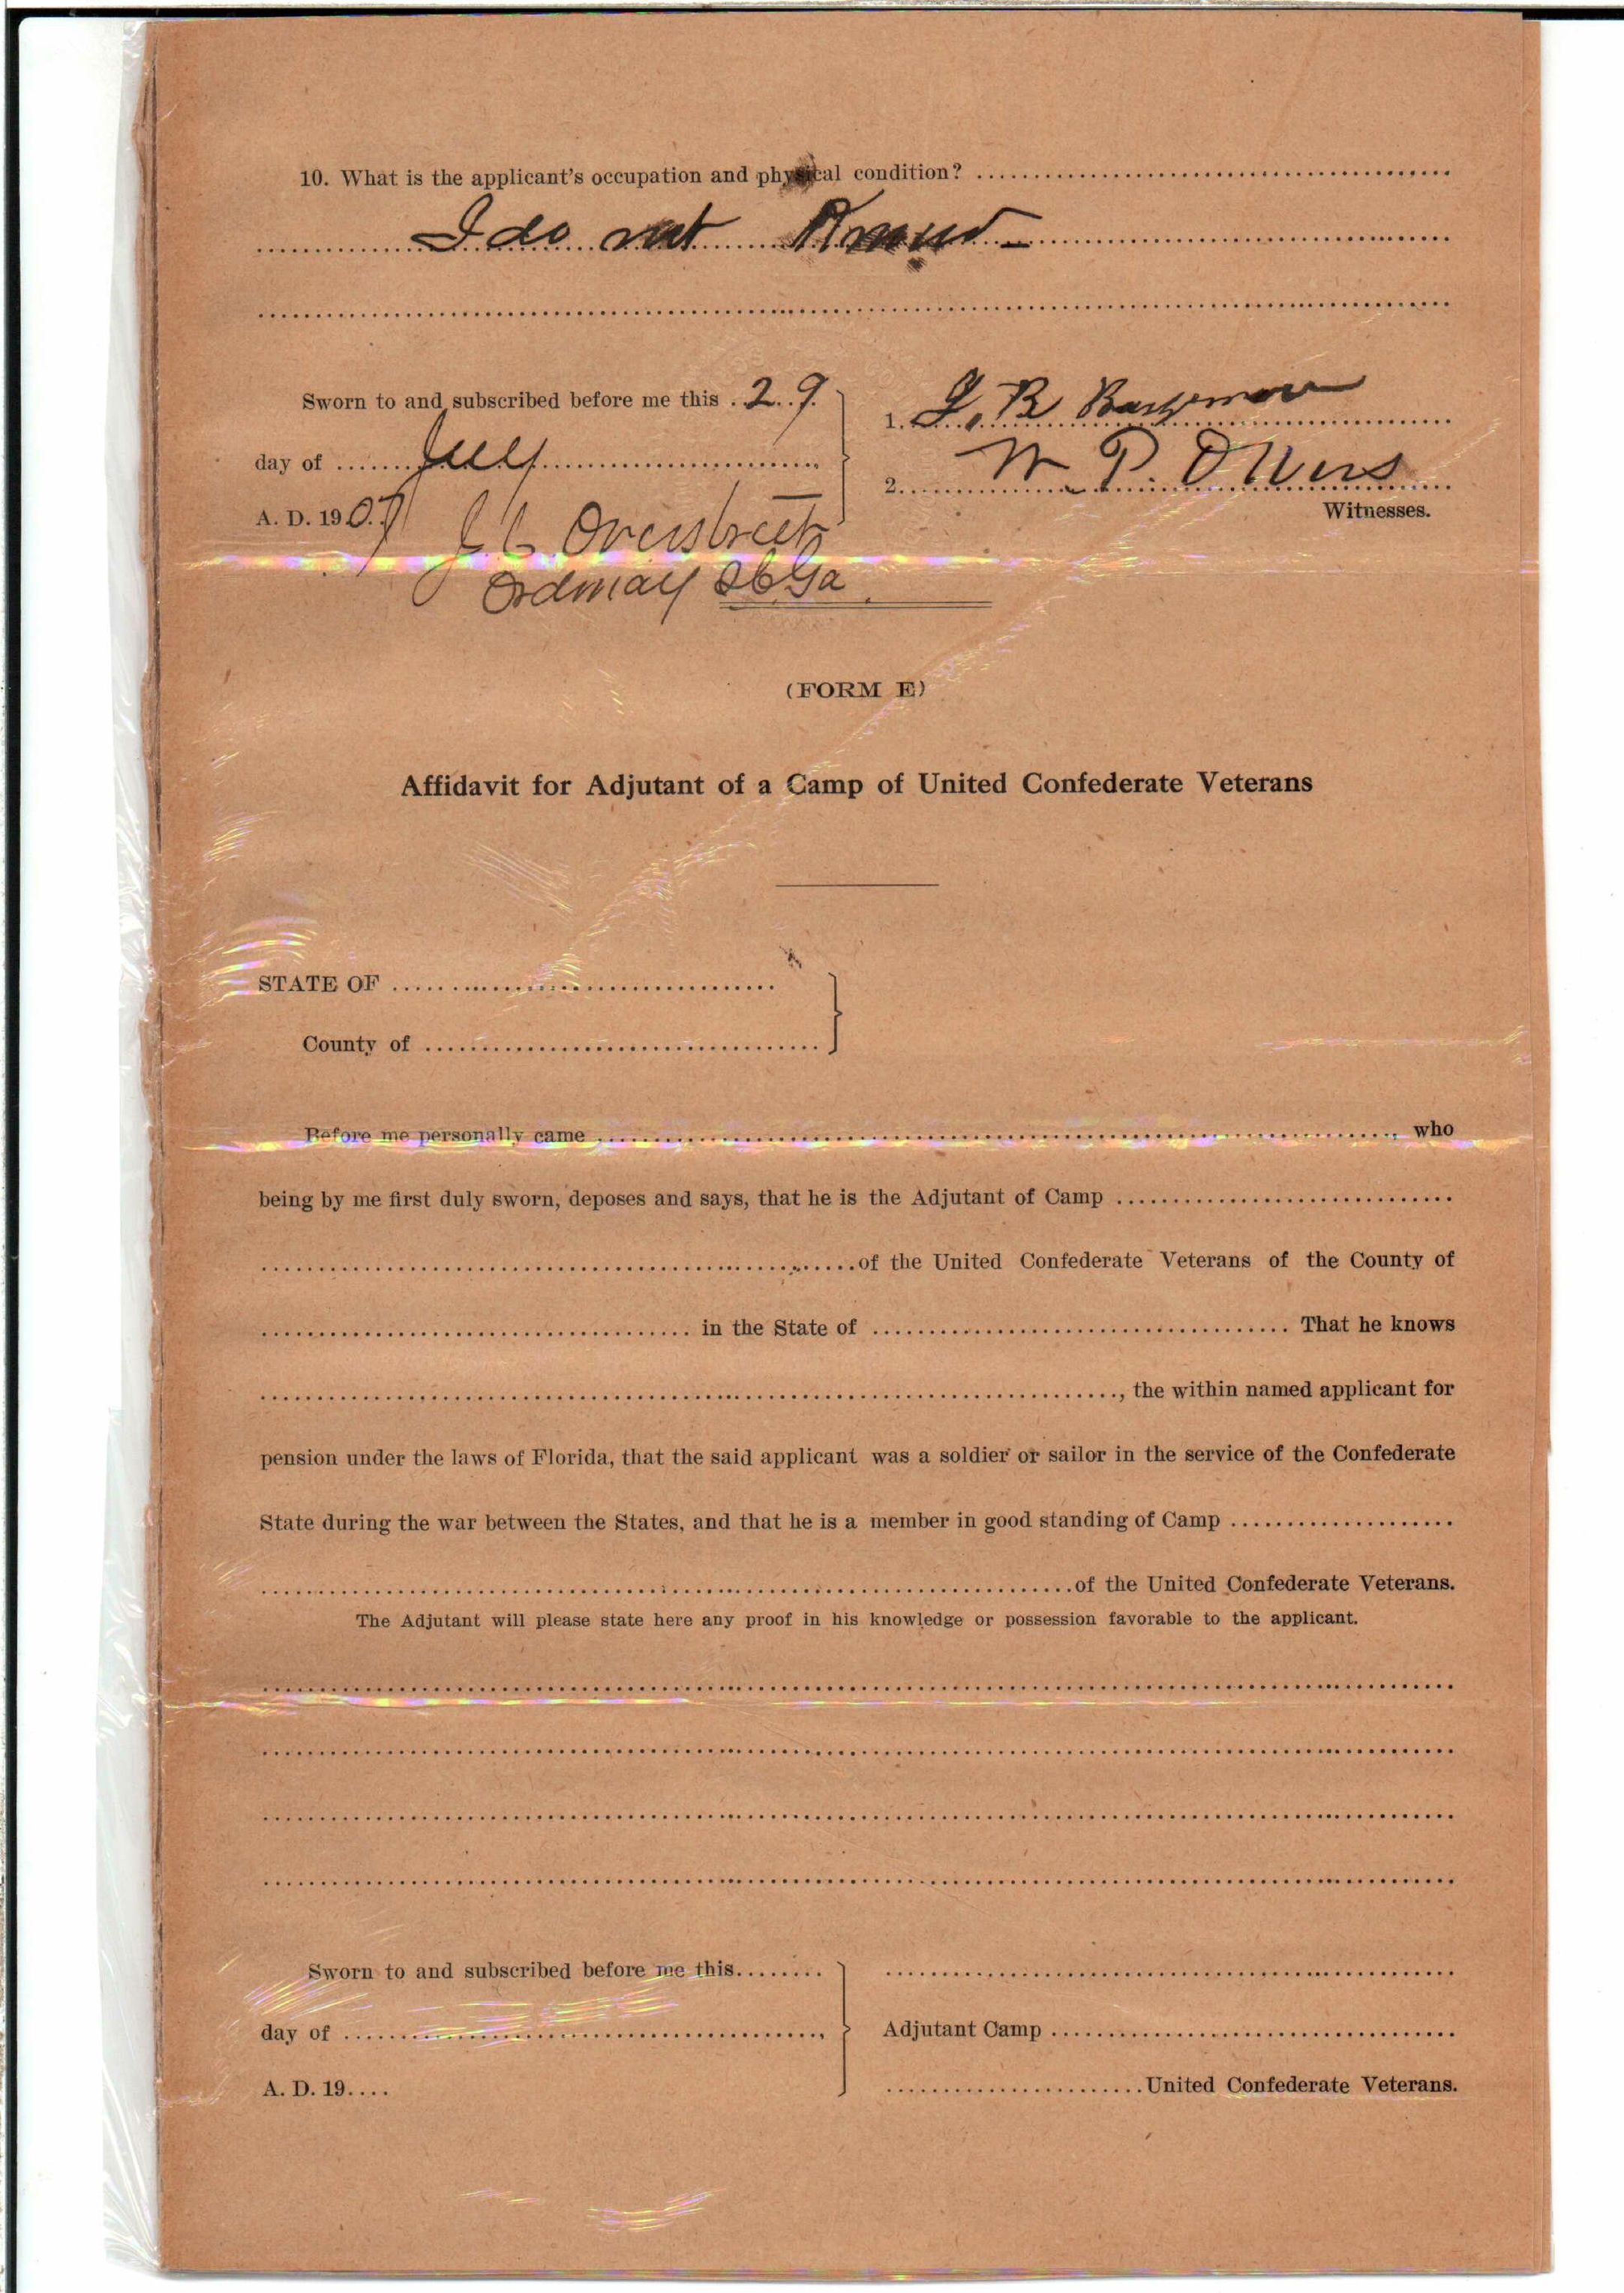 10. What is the applicant's occupation and physical condition? ........
I do not Know –
Sworn to and subscribed before me this 29
1. B
day of July
2. W. P. Owens
Witnesses.
A. D. 1907
Overstreet
Ordinary Ga
(FORM E)
Affidavit for Adjutant of a Camp of United Confederate Veterans
STATE OF ........
County of ........
Before me personally came ........, who
being by me first duly sworn, deposes and says, that he is the Adjutant of Camp ........
........of the United Confederate Veterans of the County of
........ in the State of ........ That he knows
........, the within named applicant for
pension under the laws of Florida, that the said applicant was a soldier or sailor in the service of the Confederate
State during the war between the States, and that he is a member in good standing of Camp ........
........of the United Confederate Veterans.
The Adjutant will please state here any proof in his knowledge or possession favorable to the applicant.
Sworn to and subscribed before me this........
day of ........,
Adjutant Camp ........
A. D. 19....
........United Confederate Veterans.